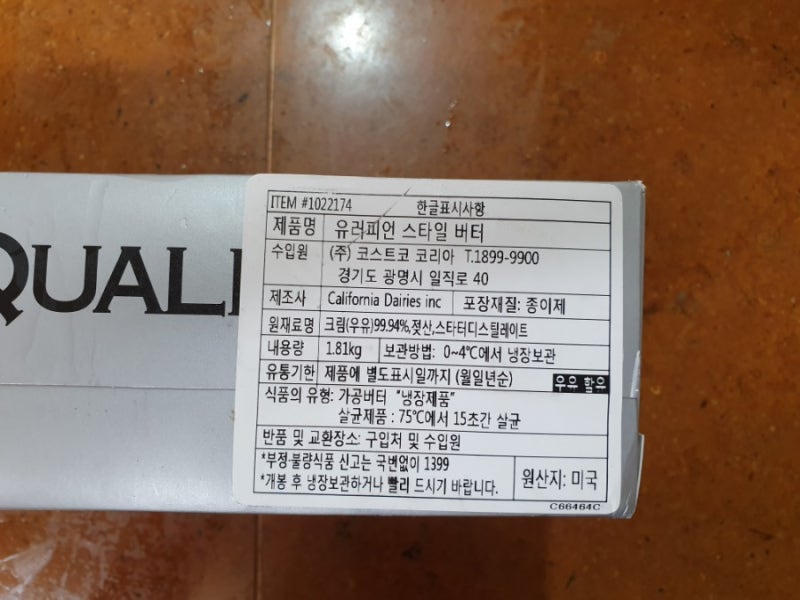 QUALI
ITEM #1022174 한글표시사항
제품명 유러피언 스타일 버터
수입원 (주) 코스트코 코리아 T.1899-9900
경기도 광명시 일직로 40
제조사 California Dairies inc 포장재질: 종이제
원재료명 크림(우유)99.94%,젖산,스타터디스틸레이트
내용량 1.81kg 보관방법: 0~4℃에서 냉장보관
유통기한 제품에 별도표시일까지 (월일년순) 우유 함유
식품의 유형: 가공버터 “냉장제품”
살균제품 : 75℃에서 15초간 살균
반품 및 교환장소: 구입처 및 수입원
*부정·불량식품 신고는 국번없이 1399
*개봉 후 냉장보관하거나 빨리 드시기 바랍니다.
원산지: 미국
C66464C